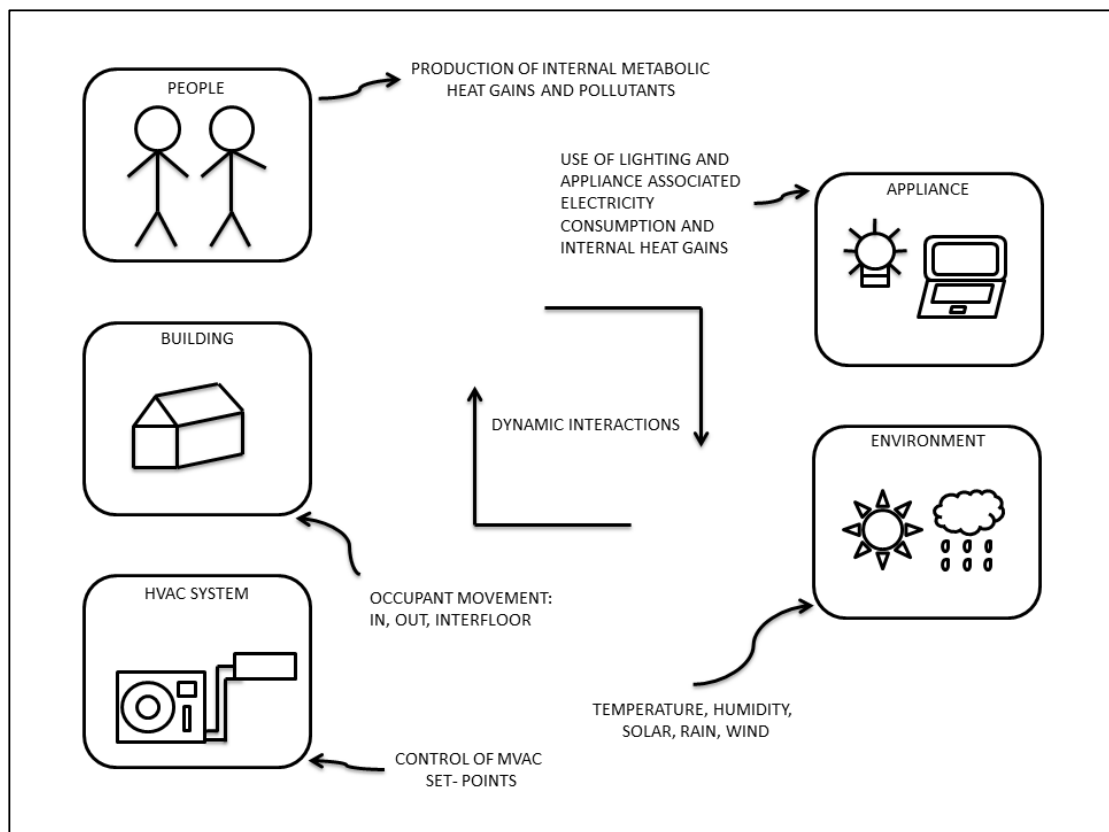 PEOPLE
PRODUCTION OF INTERNAL METABOLIC
HEAT GAINS AND POLLUTANTS
USE OF LIGHTING AND
APPLIANCE ASSOCIATED
ELECTRICITY
CONSUMPTION AND
INTERNAL HEAT GAINS
APPLIANCE
BUILDING
DYNAMIC INTERACTIONS
ENVIRONMENT
OCCUPANT MOVEMENT:
IN, OUT, INTERFLOOR
HVAC SYSTEM
TEMPERATURE, HUMIDITY,
SOLAR, RAIN, WIND
CONTROL OF MVAC
SET- POINTS